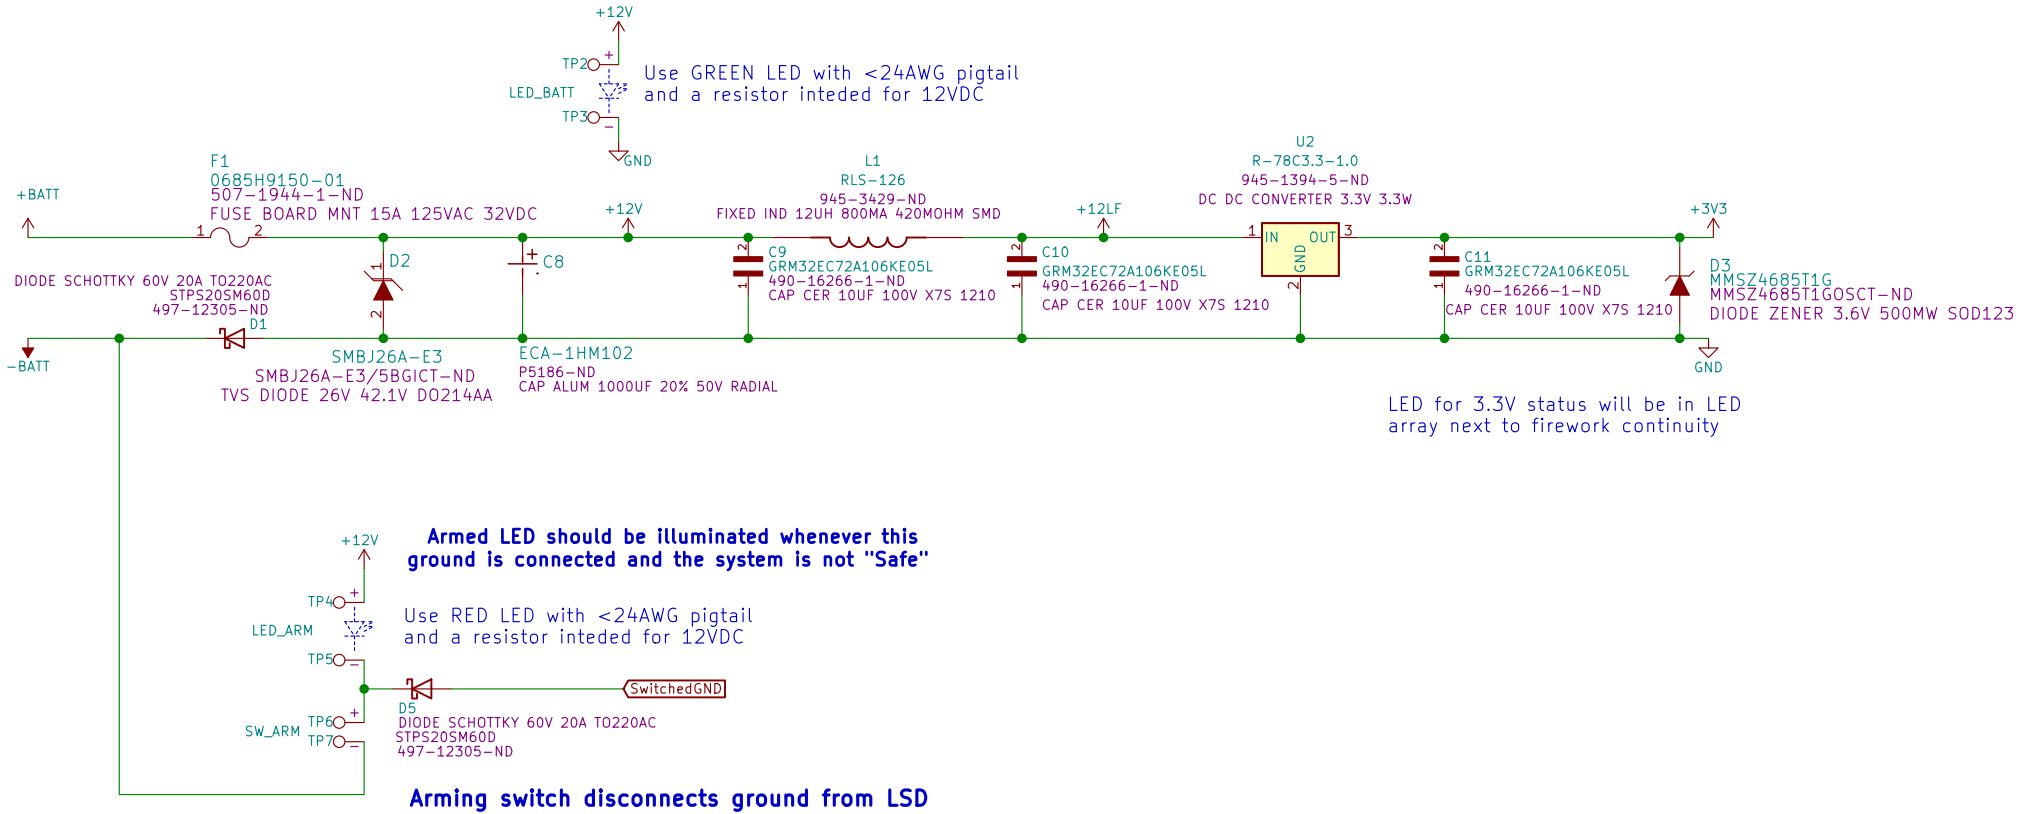 +12V
+
TP2
LED_BATT
TP3
−
GND
Use GREEN LED with <24AWG pigtail
and a resistor inteded for 12VDC
+BATT
F1
0685H9150-01
507-1944-1-ND
FUSE BOARD MNT 15A 125VAC 32VDC
1
2
+12V
L1
RLS-126
945-3429-ND
FIXED IND 12UH 800MA 420MOHM SMD
+12LF
U2
R-78C3.3-1.0
945-1394-5-ND
DC DC CONVERTER 3.3V 3.3W
1
IN
OUT
3
GND
2
+3V3
DIODE SCHOTTKY 60V 20A TO220AC
STPS20SM60D
497-12305-ND
D1
-BATT
D2
1
2
SMBJ26A-E3
SMBJ26A-E3/5BGICT-ND
TVS DIODE 26V 42.1V DO214AA
+
C8
-
ECA-1HM102
P5186-ND
CAP ALUM 1000UF 20% 50V RADIAL
2
1
C9
GRM32EC72A106KE05L
490-16266-1-ND
CAP CER 10UF 100V X7S 1210
2
1
C10
GRM32EC72A106KE05L
490-16266-1-ND
CAP CER 10UF 100V X7S 1210
2
1
C11
GRM32EC72A106KE05L
490-16266-1-ND
CAP CER 10UF 100V X7S 1210
D3
MMSZ4685T1G
MMSZ4685T1GOSCT-ND
DIODE ZENER 3.6V 500MW SOD123
GND
LED for 3.3V status will be in LED
array next to firework continuity
Armed LED should be illuminated whenever this
ground is connected and the system is not "Safe"
+12V
+
TP4
LED_ARM
TP5
−
Use RED LED with <24AWG pigtail
and a resistor inteded for 12VDC
SwitchedGND
D5
DIODE SCHOTTKY 60V 20A TO220AC
STPS20SM60D
497-12305-ND
+
TP6
SW_ARM
TP7
−
Arming switch disconnects ground from LSD